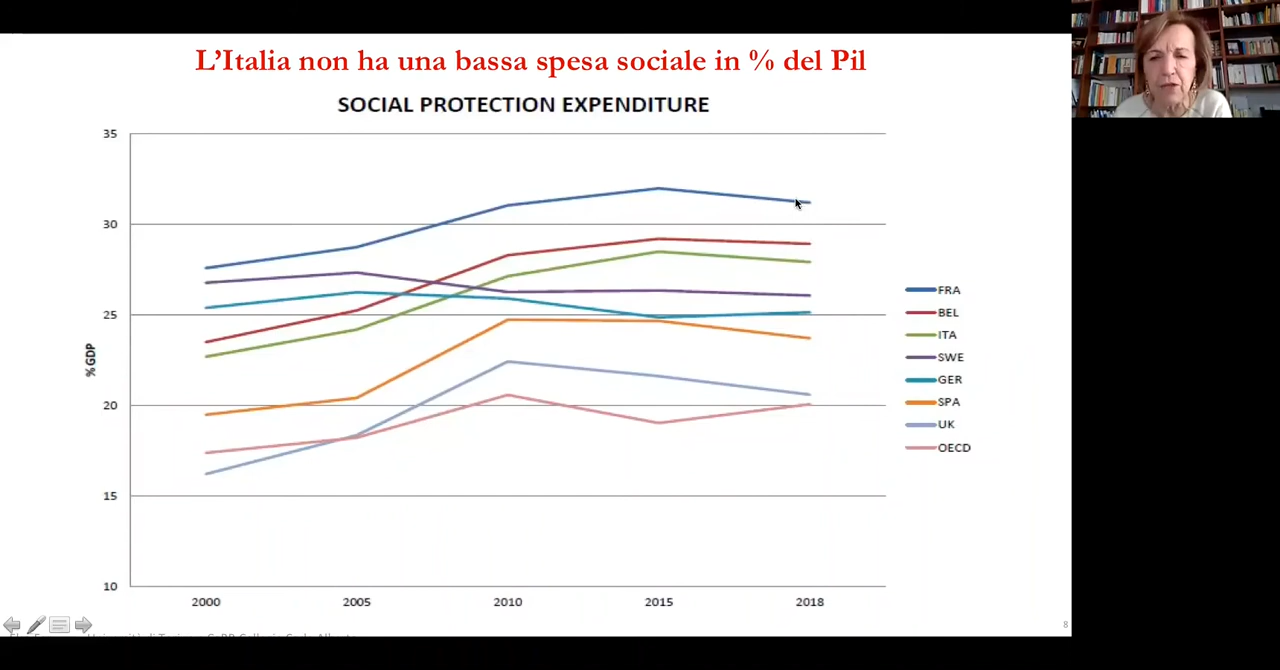 L'Italia non ha una bassa spesa sociale in % del Pil
SOCIAL PROTECTION EXPENDITURE
35
30
25
20
15
10
% GDP
2000 2005 2010 2015 2018
FRA
BEL
ITA
SWE
GER
SPA
UK
OECD
8